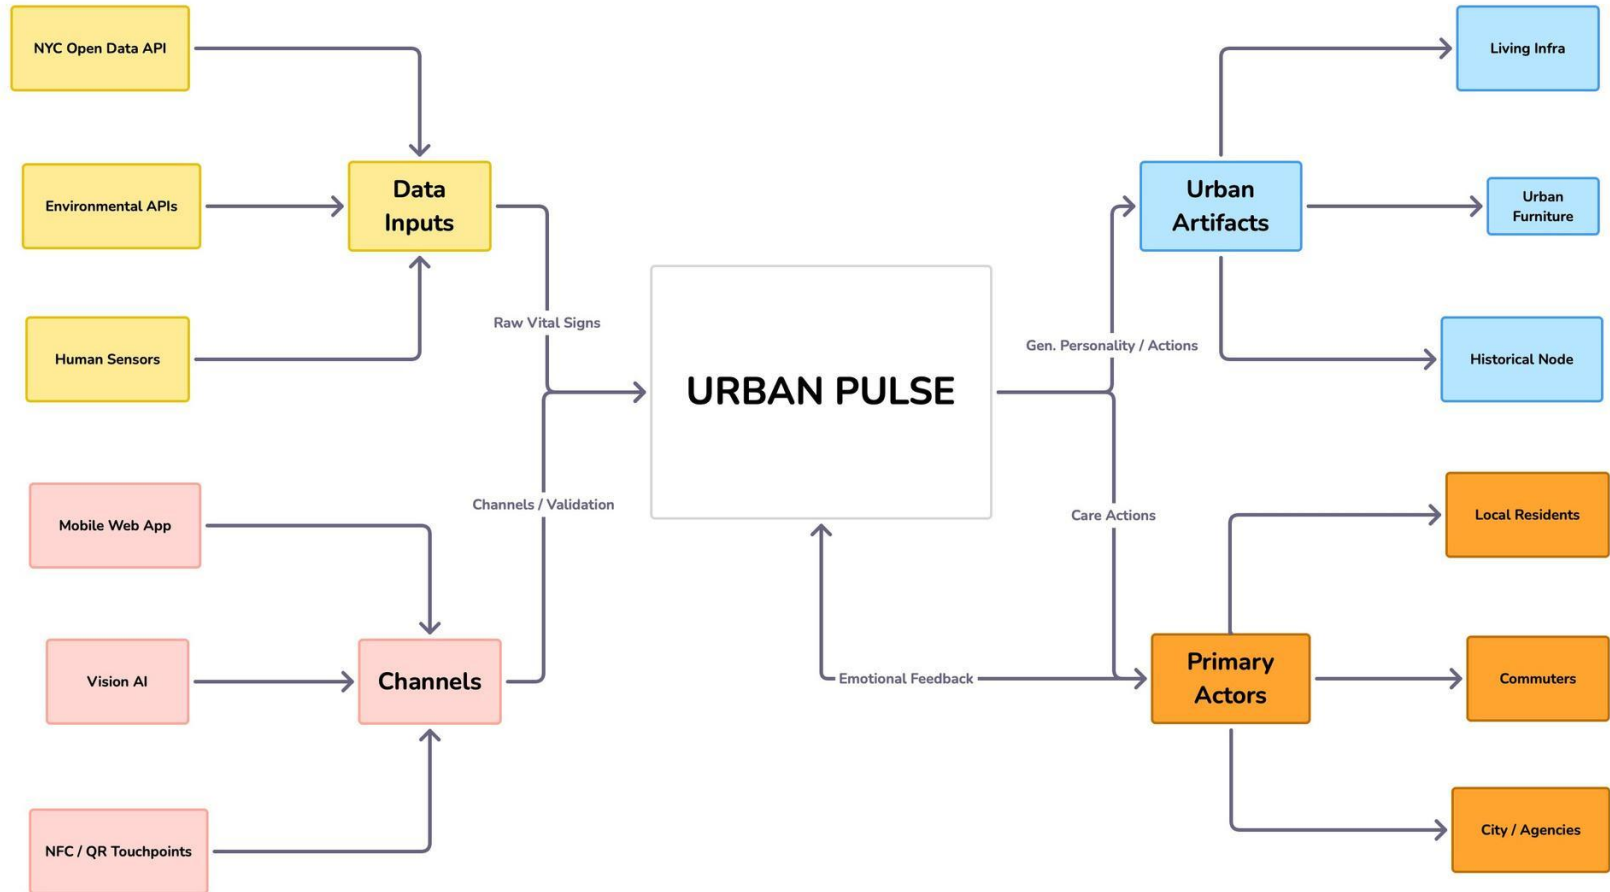 NYC Open Data API
Environmental APIs
Human Sensors
Data
Inputs
Raw Vital Signs
Mobile Web App
Vision AI
NFC / QR Touchpoints
Channels
Channels / Validation
URBAN PULSE
Gen. Personality / Actions
Care Actions
Emotional Feedback
Urban
Artifacts
Living Infra
Urban
Furniture
Historical Node
Primary
Actors
Local Residents
Commuters
City / Agencies